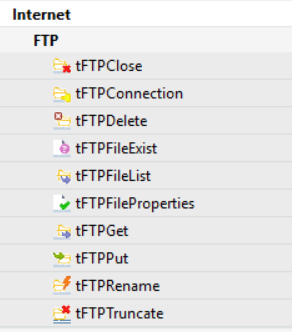 Internet
FTP
tFTPClose
tFTPConnection
tFTPDelete
tFTPFileExist
tFTPFileList
tFTPFileProperties
tFTPGet
tFTPPut
tFTPRename
tFTPTruncate